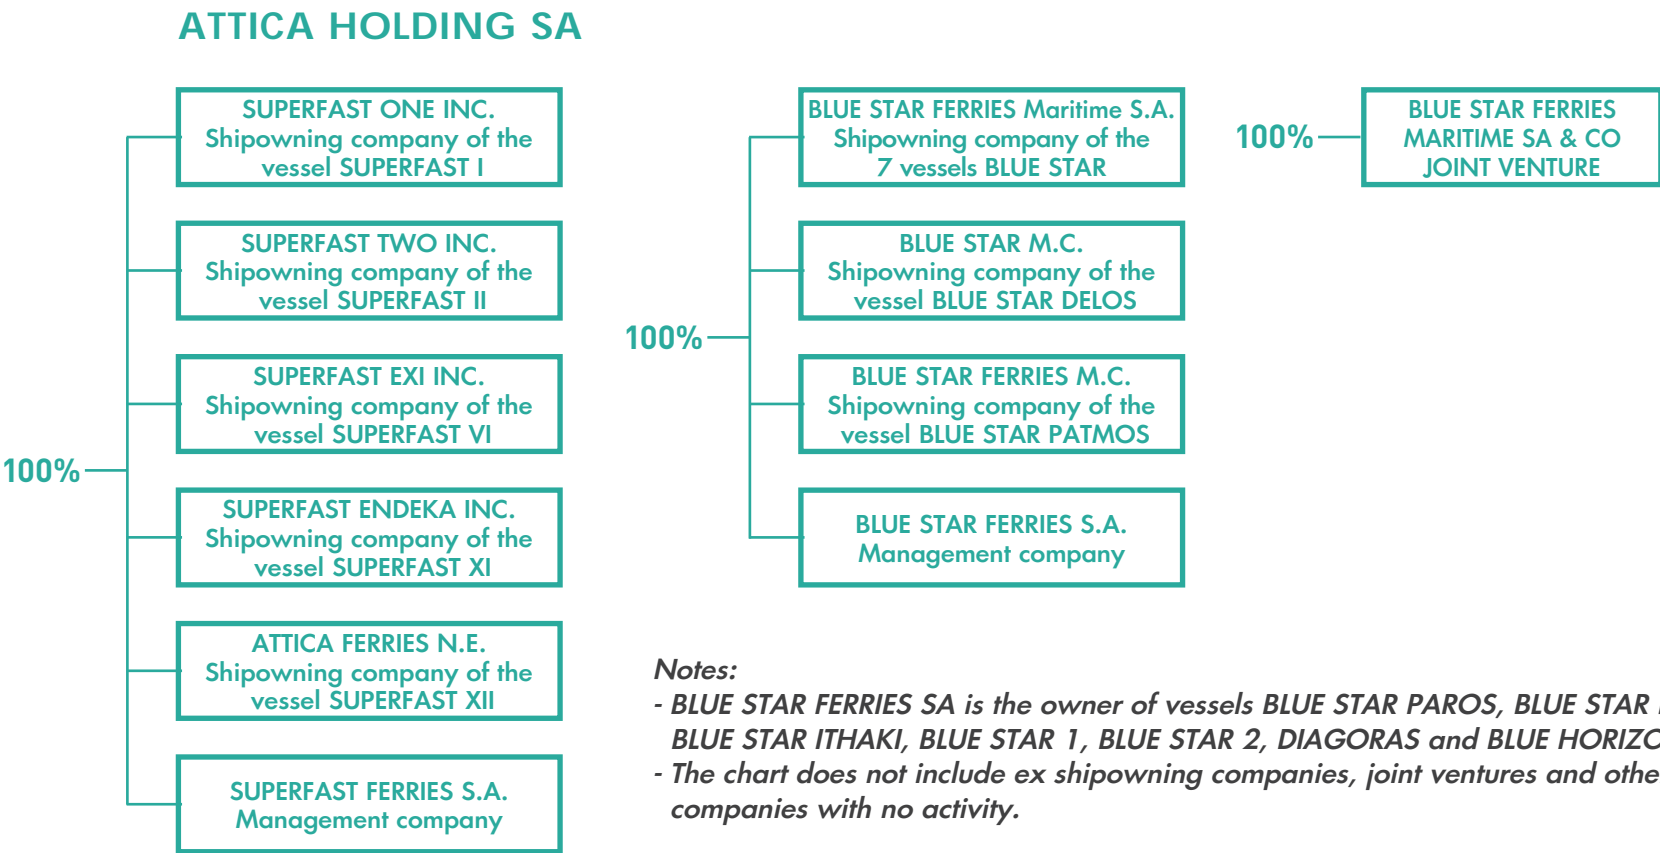 ATTICA HOLDING SA
100%
SUPERFAST ONE INC.
Shipowning company of the
vessel SUPERFAST I
SUPERFAST TWO INC.
Shipowning company of the
vessel SUPERFAST II
SUPERFAST EXI INC.
Shipowning company of the
vessel SUPERFAST VI
SUPERFAST ENDEKA INC.
Shipowning company of the
vessel SUPERFAST XI
ATTICA FERRIES N.E.
Shipowning company of the
vessel SUPERFAST XII
SUPERFAST FERRIES S.A.
Management company
100%
BLUE STAR FERRIES Maritime S.A.
Shipowning company of the
7 vessels BLUE STAR
BLUE STAR M.C.
Shipowning company of the
vessel BLUE STAR DELOS
BLUE STAR FERRIES M.C.
Shipowning company of the
vessel BLUE STAR PATMOS
BLUE STAR FERRIES S.A.
Management company
100%
BLUE STAR FERRIES
MARITIME SA & CO
JOINT VENTURE
Notes:
- BLUE STAR FERRIES SA is the owner of vessels BLUE STAR PAROS, BLUE STAR
BLUE STAR ITHAKI, BLUE STAR 1, BLUE STAR 2, DIAGORAS and BLUE
- The chart does not include ex shipowning companies, joint ventures and
companies with no activity.